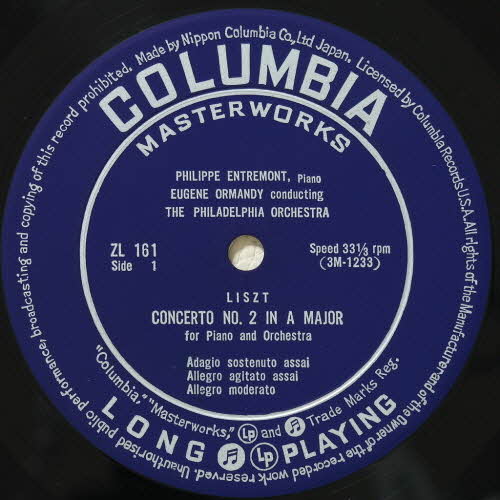 Unauthorised public performance, broadcasting and copying of this record prohibited. Made by Nippon Columbia Co., Ltd Japan. Licensed by Columbia Records U.S.A. All rights of the Manufacturer and of the Owner of the recorded work reserved.
COLUMBIA
MASTERWORKS
PHILIPPE ENTREMONT, Piano
EUGENE ORMANDY conducting
THE PHILADELPHIA ORCHESTRA
ZL 161
Side 1
Speed 33⅓ rpm
(3M-1233)
LISZT
CONCERTO NO. 2 IN A MAJOR
for Piano and Orchestra
Adagio sostenuto assai
Allegro agitato assai
Allegro moderato
"Columbia," "Masterworks," LP and Trade Marks Reg.
LONG LP PLAYING